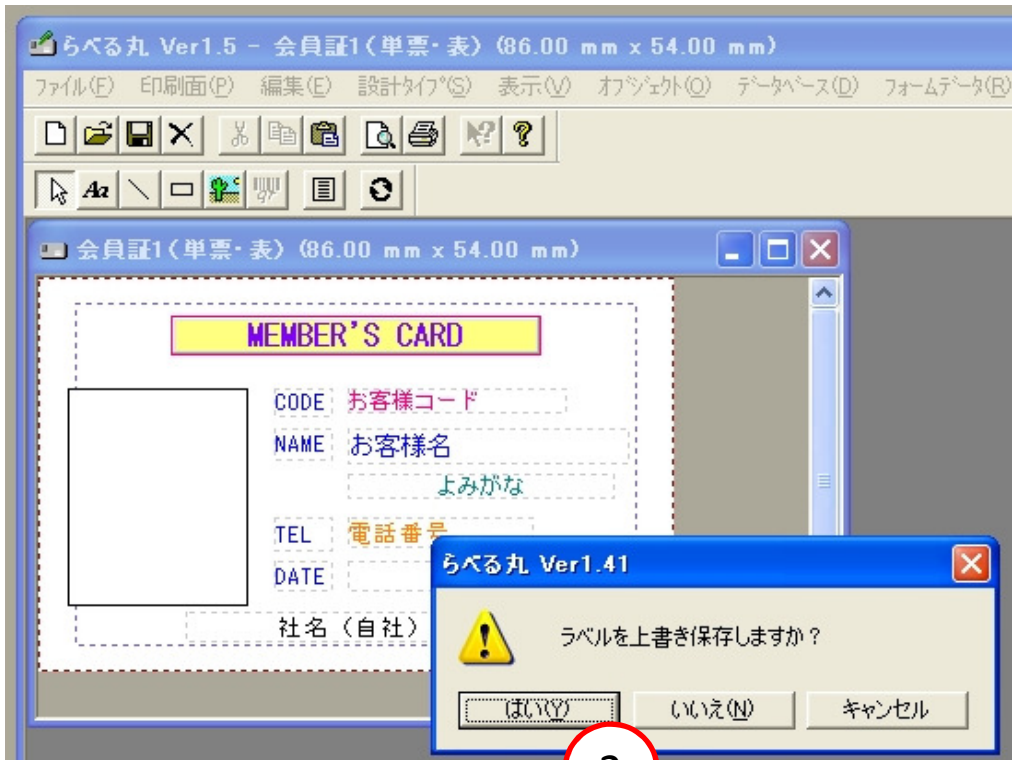 らべる丸 Ver1.5 - 会員証1(単票・表) (86.00 mm x 54.00 mm)
ファイル(F) 印刷面(P) 編集(E) 設計タイプ(S) 表示(V) オブジェクト(O) データベース(D) フォームデータ(R)
会員証1(単票・表) (86.00 mm x 54.00 mm)
MEMBER'S CARD
CODE お客様コード
NAME お客様名
よみがな
TEL 電話番号
DATE
社名(自社)
らべる丸 Ver1.41
ラベルを上書き保存しますか?
はい(Y) いいえ(N) キャンセル